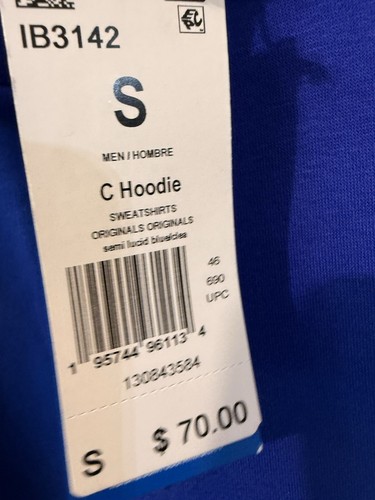 IB3142
S
MEN / HOMBRE
C Hoodie
SWEATSHIRTS
ORIGINALS ORIGINALS
semi lucid blue/clea
46
690
UPC
1 95744 96113 4
130843584
S $ 70.00